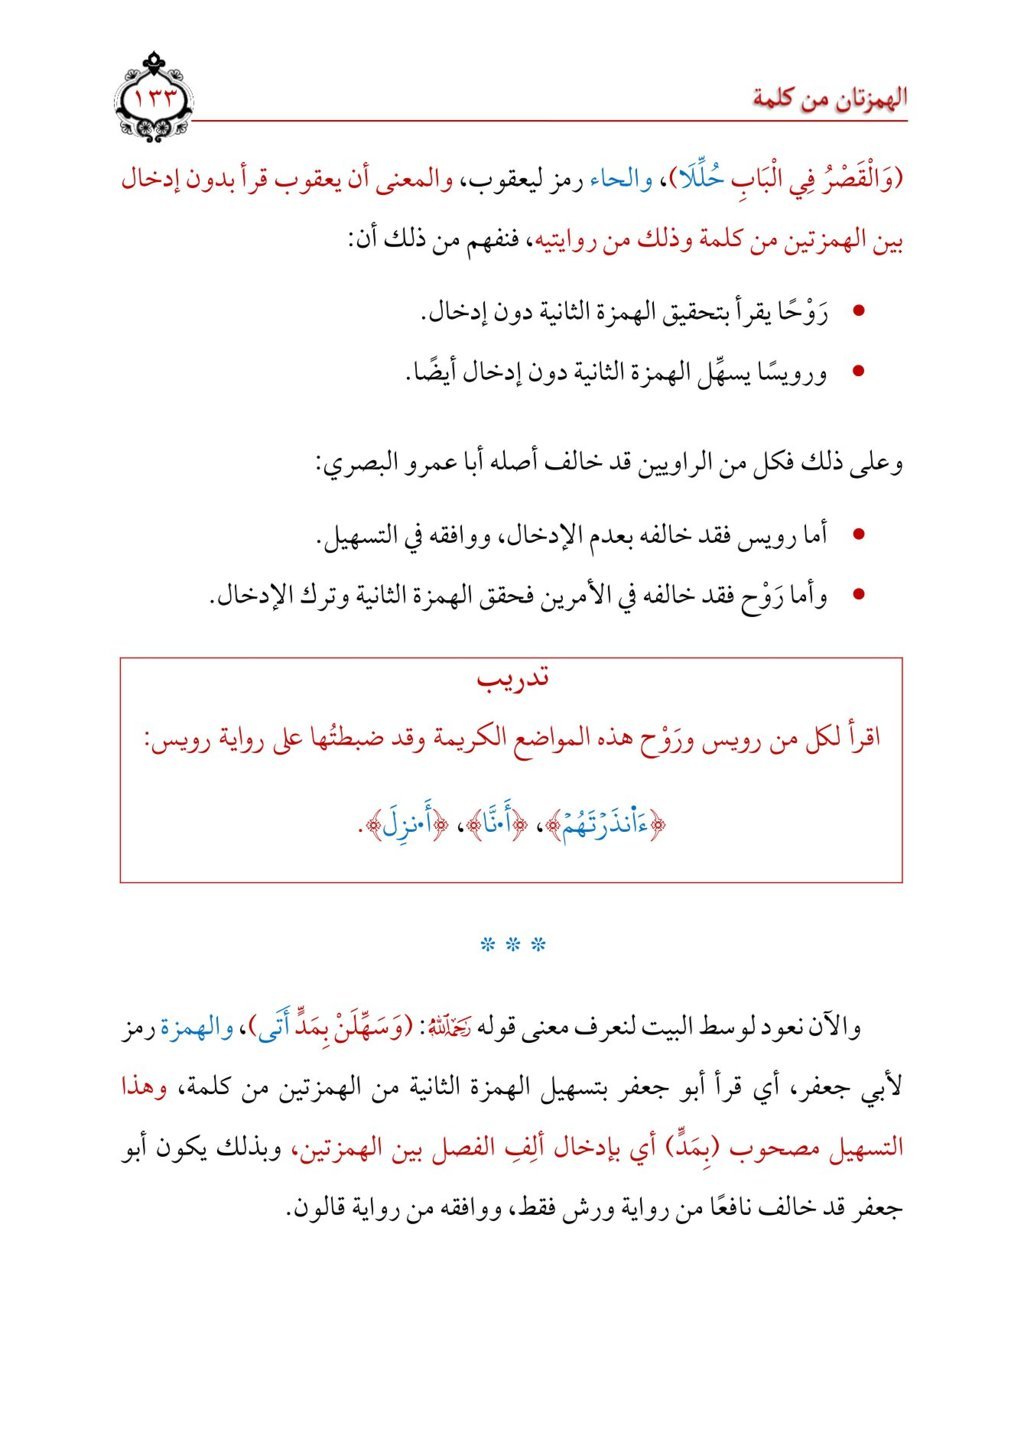 الهمزتان من كلمة
١٣٣
(وَالْقَصْرُ فِي الْبَابِ حُلِّلَا)، والحاء رمز ليعقوب، والمعنى أن يعقوب قرأ بدون إدخال
بين الهمزتين من كلمة وذلك من روايتيه، فنفهم من ذلك أن:
• رَوْحًا يقرأ بتحقيق الهمزة الثانية دون إدخال.
• ورويسًا يسهِّل الهمزة الثانية دون إدخال أيضًا.
وعلى ذلك فكل من الراويين قد خالف أصله أبا عمرو البصري:
• أما رويس فقد خالفه بعدم الإدخال، ووافقه في التسهيل.
• وأما رَوْح فقد خالفه في الأمرين فحقق الهمزة الثانية وترك الإدخال.
تدريب
اقرأ لكل من رويس ورَوْح هذه المواضع الكريمة وقد ضبطتُها على رواية رويس:
﴿ءَا۬نذَرۡتَهُمۡ﴾، ﴿أَ•نَّا﴾، ﴿أَ•نزِلَ﴾.
* * *
والآن نعود لوسط البيت لنعرف معنى قوله رَحِمَهُ اللَّهُ: (وَسَهِّلَنْ بِمَدٍّ أَتَى)، والهمزة رمز
لأبي جعفر، أي قرأ أبو جعفر بتسهيل الهمزة الثانية من الهمزتين من كلمة، وهذا
التسهيل مصحوب (بِمَدٍّ) أي بإدخال ألِفِ الفصل بين الهمزتين، وبذلك يكون أبو
جعفر قد خالف نافعًا من رواية ورش فقط، ووافقه من رواية قالون.